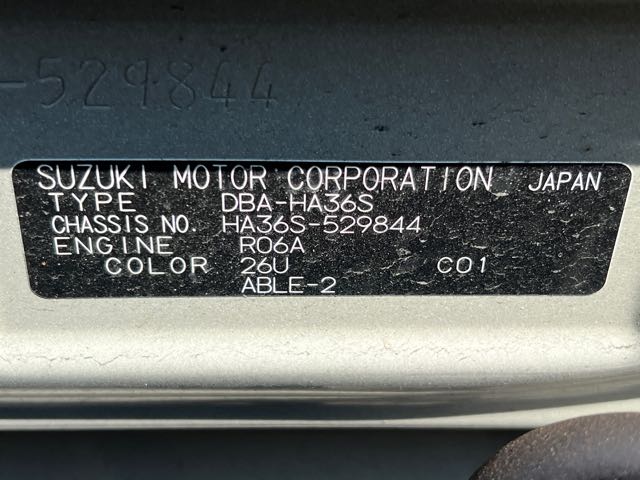 -529844
SUZUKI MOTOR CORPORATION JAPAN
TYPE DBA-HA36S
CHASSIS NO. HA36S-529844
ENGINE R06A
COLOR 26U C01
ABLE-2